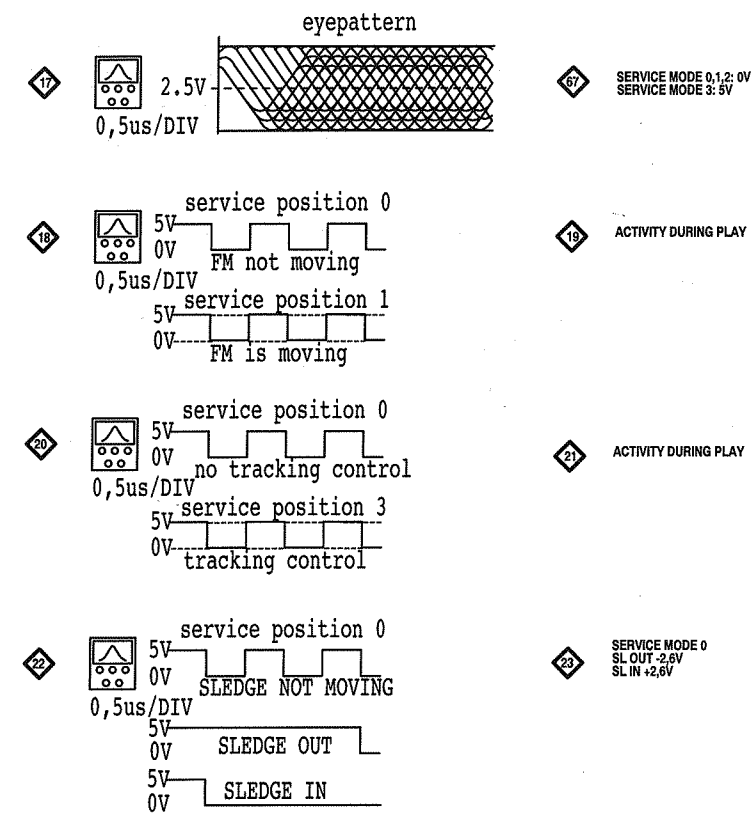 eyepattern
17
2.5V
0,5us/DIV
67
SERVICE MODE 0,1,2: 0V
SERVICE MODE 3: 5V
service position 0
18
5V
0V
FM not moving
0,5us/DIV
service position 1
5V
0V
FM is moving
19
ACTIVITY DURING PLAY
service position 0
20
5V
0V
no tracking control
0,5us/DIV
service position 3
5V
0V
tracking control
21
ACTIVITY DURING PLAY
service position 0
22
5V
0V
SLEDGE NOT MOVING
0,5us/DIV
5V
0V
SLEDGE OUT
5V
0V
SLEDGE IN
23
SERVICE MODE 0
SL OUT -2,6V
SL IN +2,6V